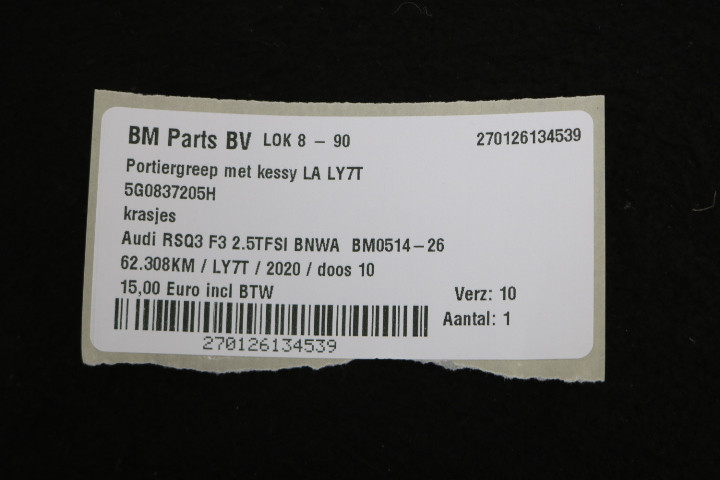 BM Parts BV LOK 8 - 90 270126134539
Portiergreep met kessy LA LY7T
5G0837205H
krasjes
Audi RSQ3 F3 2.5TFSI BNWA BM0514-26
62.308KM / LY7T / 2020 / doos 10
15,00 Euro incl BTW Verz: 10
Aantal: 1
270126134539